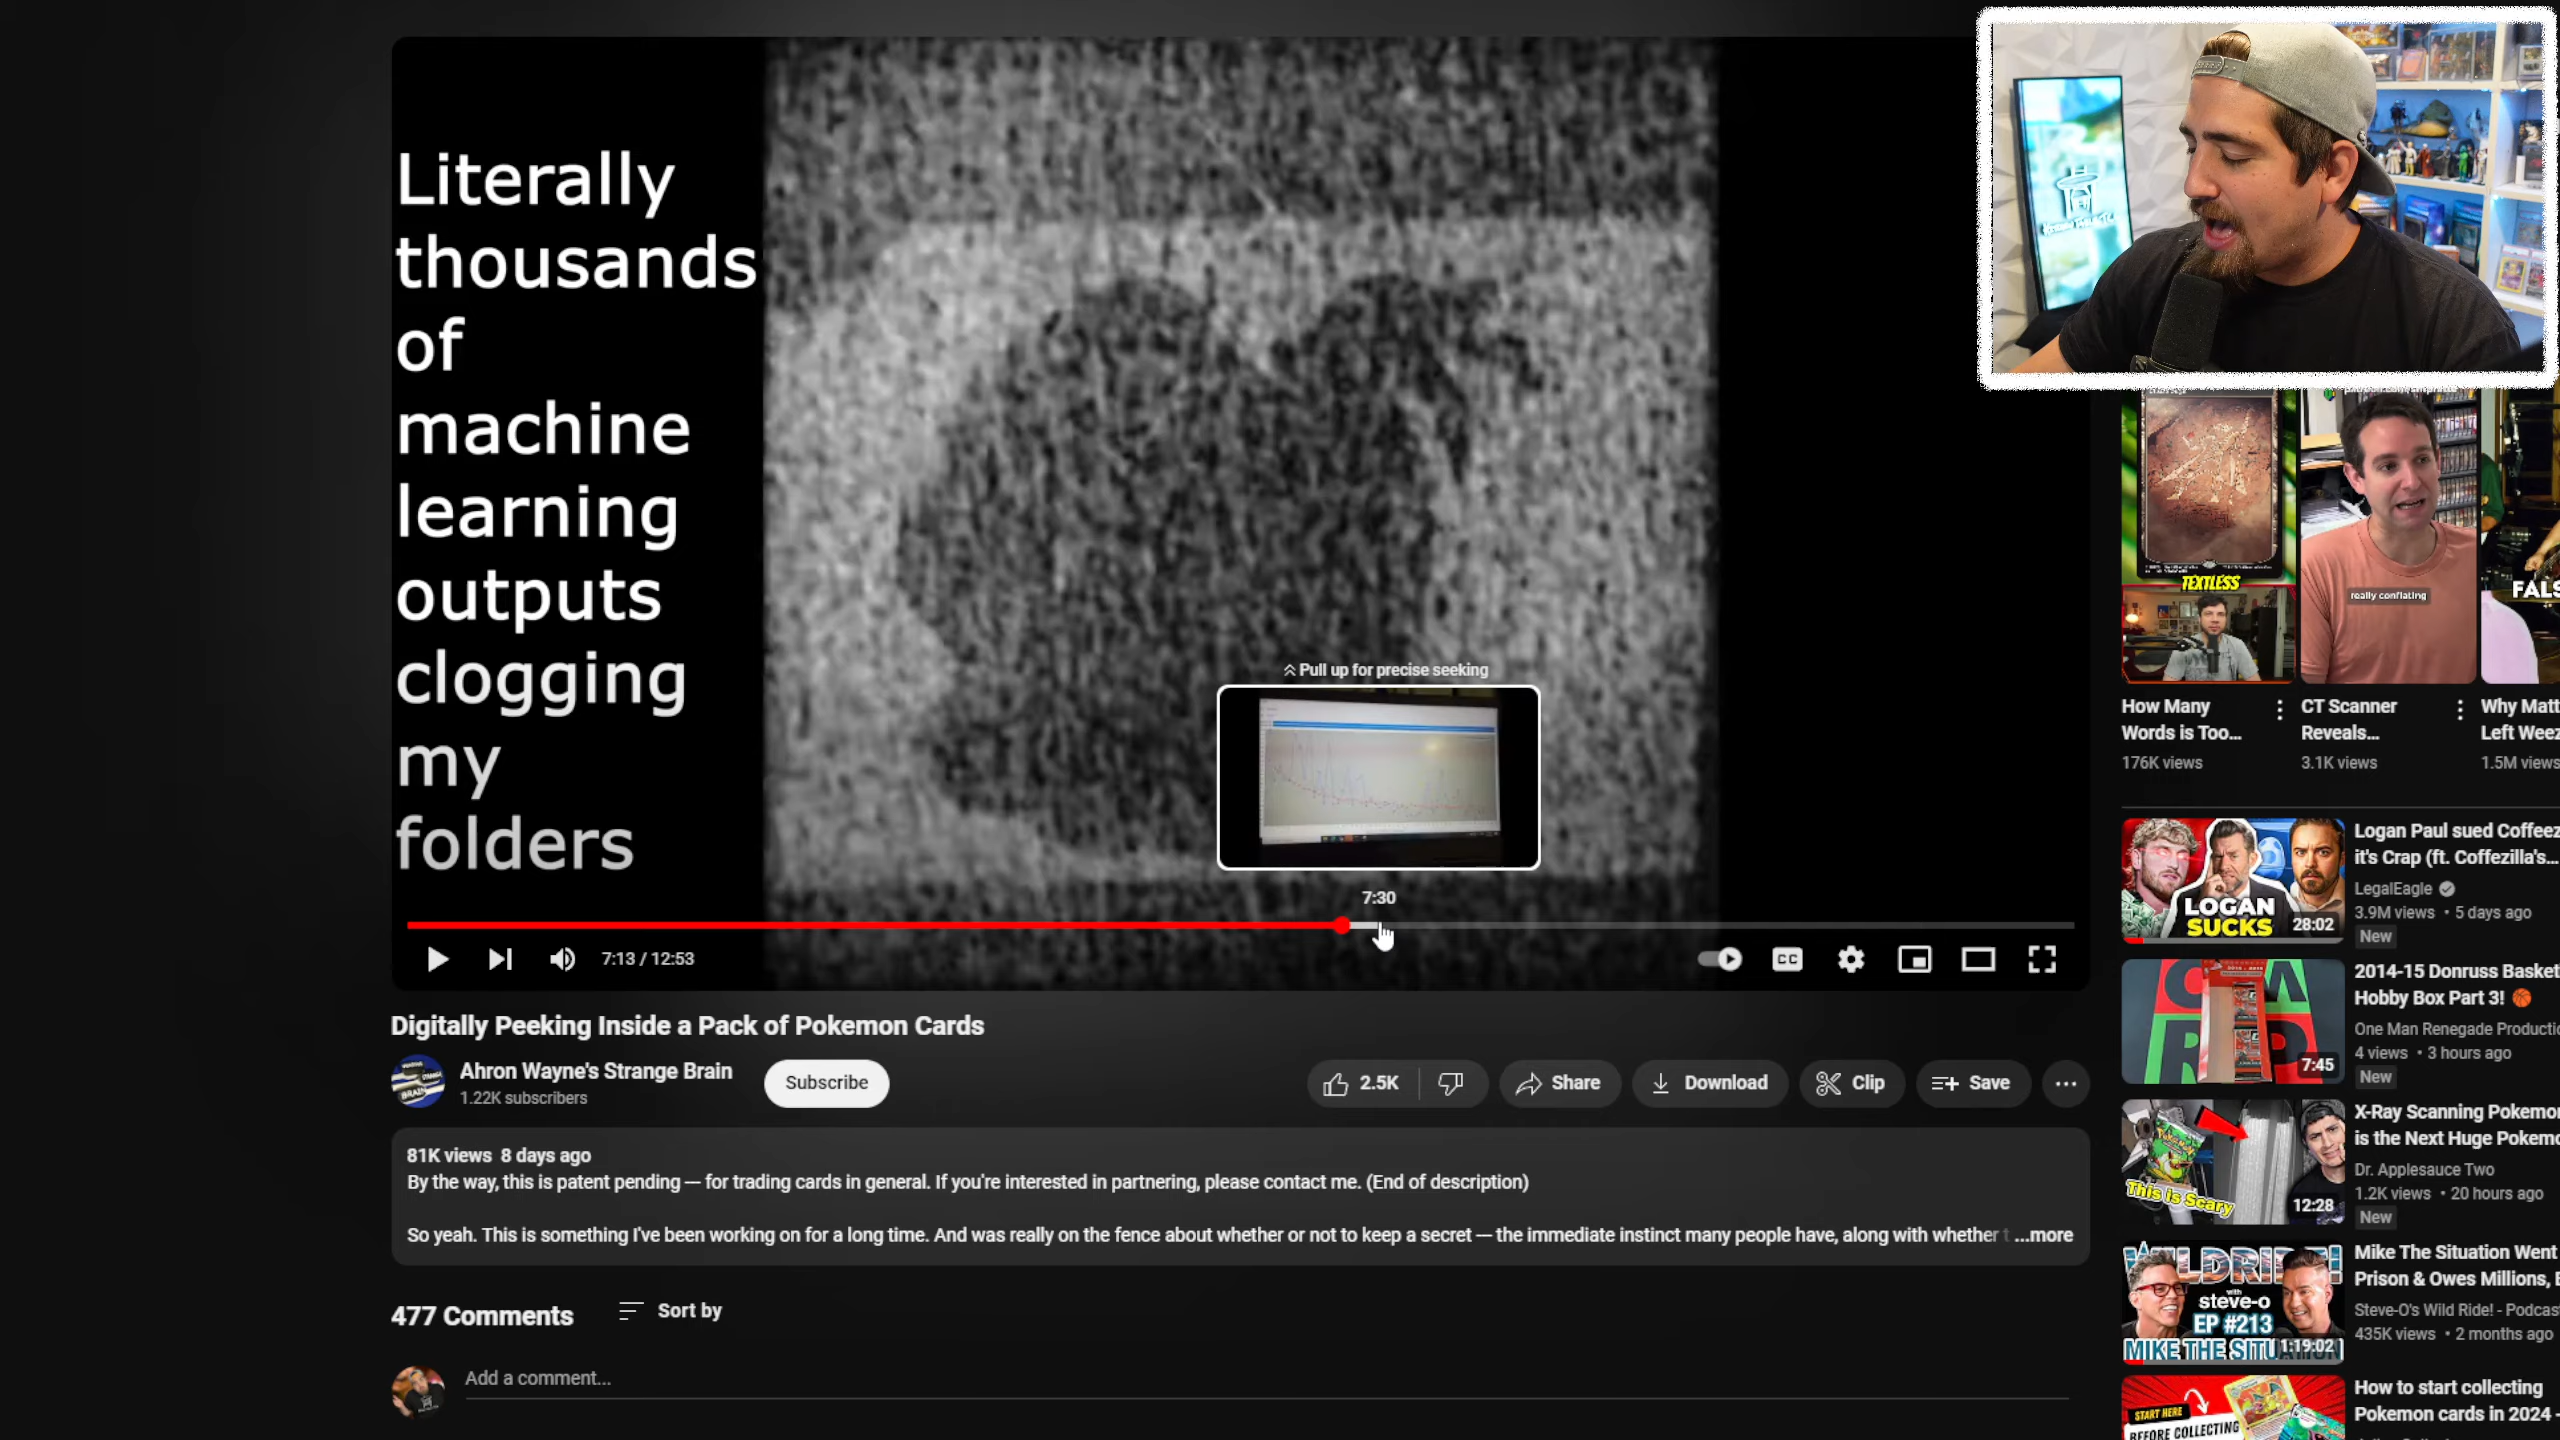 Literally
thousands
of
machine
learning
outputs
clogging
my
folders
Pull up for precise seeking
7:30
7:13 / 12:53
CC
Digitally Peeking Inside a Pack of Pokemon Cards
Ahron Wayne's Strange Brain
1.22K subscribers
Subscribe
2.5K
Share
Download
Clip
Save
81K views 8 days ago
By the way, this is patent pending — for trading cards in general. If you're interested in partnering, please contact me. (End of description)
So yeah. This is something I've been working on for a long time. And was really on the fence about whether or not to keep a secret — the immediate instinct many people have, along with whether t ...more
477 Comments
Sort by
Add a comment...
TEXTLESS
How Many
Words is Too...
176K views
really conflating
CT Scanner
Reveals...
3.1K views
FALS
Why Matt
Left Weez
1.5M views
LOGAN
SUCKS
28:02
Logan Paul sued Coffeez
it's Crap (ft. Coffezilla's...
LegalEagle
3.9M views • 5 days ago
New
7:45
2014-15 Donruss Basket
Hobby Box Part 3!
One Man Renegade Producti
4 views • 3 hours ago
New
This is Scary
12:28
X-Ray Scanning Pokemo
is the Next Huge Pokem
Dr. Applesauce Two
1.2K views • 20 hours ago
New
WILDRIDE!
with
steve-o
EP #213
MIKE THE SITU
1:19:02
Mike The Situation Went
Prison & Owes Millions, E
Steve-O's Wild Ride! - Podcas
435K views • 2 months ago
START HERE
BEFORE COLLECTING
How to start collecting
Pokemon cards in 2024 -